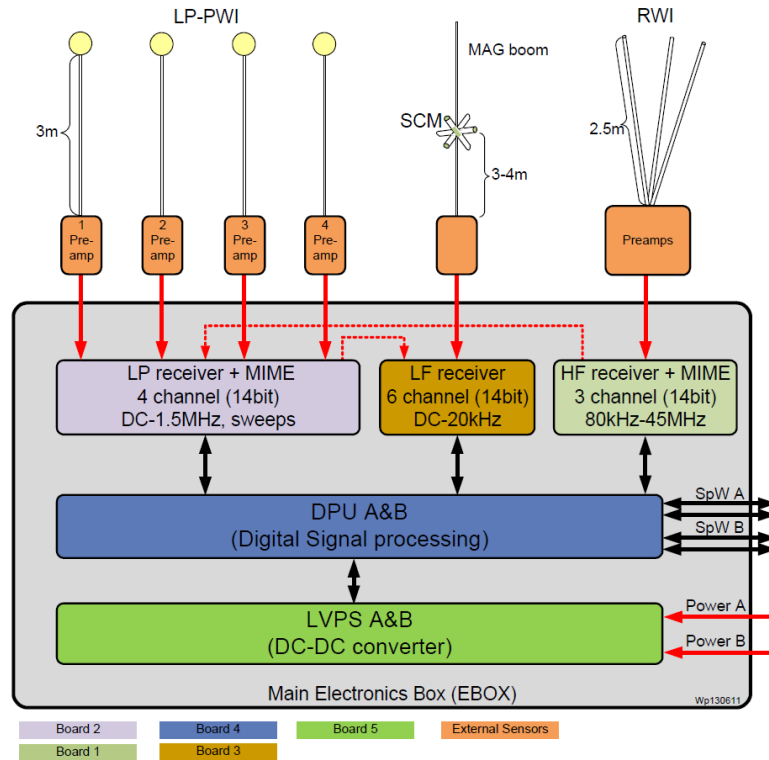 LP-PWI
RWI
MAG boom
SCM
3m
2.5m
3-4m
1
Pre-
amp
2
Pre-
amp
3
Pre-
amp
4
Pre-
amp
Preamps
LP receiver + MIME
4 channel (14bit)
DC-1.5MHz, sweeps
LF receiver
6 channel (14bit)
DC-20kHz
HF receiver + MIME
3 channel (14bit)
80kHz-45MHz
DPU A&B
(Digital Signal processing)
SpW A
SpW B
LVPS A&B
(DC-DC converter)
Power A
Power B
Main Electronics Box (EBOX)
Wp130611
Board 2
Board 4
Board 5
External Sensors
Board 1
Board 3